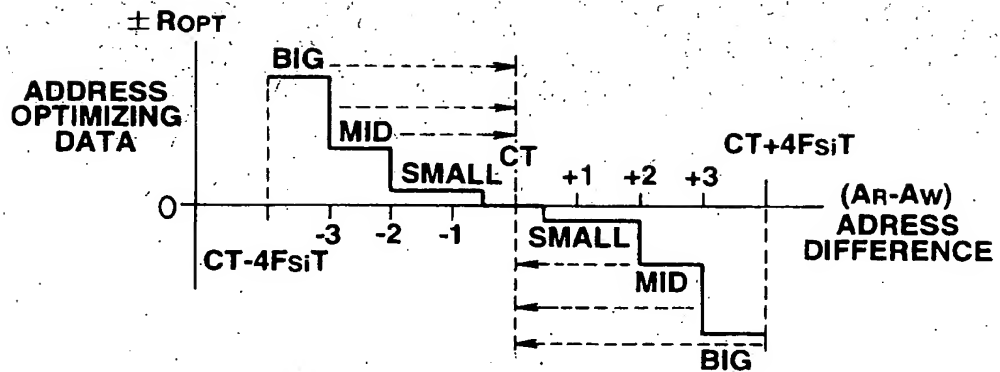 ± ROPT
BIG
ADDRESS
OPTIMIZING
DATA
MID
CT
CT+4FsiT
SMALL
+1 +2 +3
(AR-AW)
0
-3 -2 -1
SMALL
ADRESS
DIFFERENCE
CT-4FsiT
MID
BIG